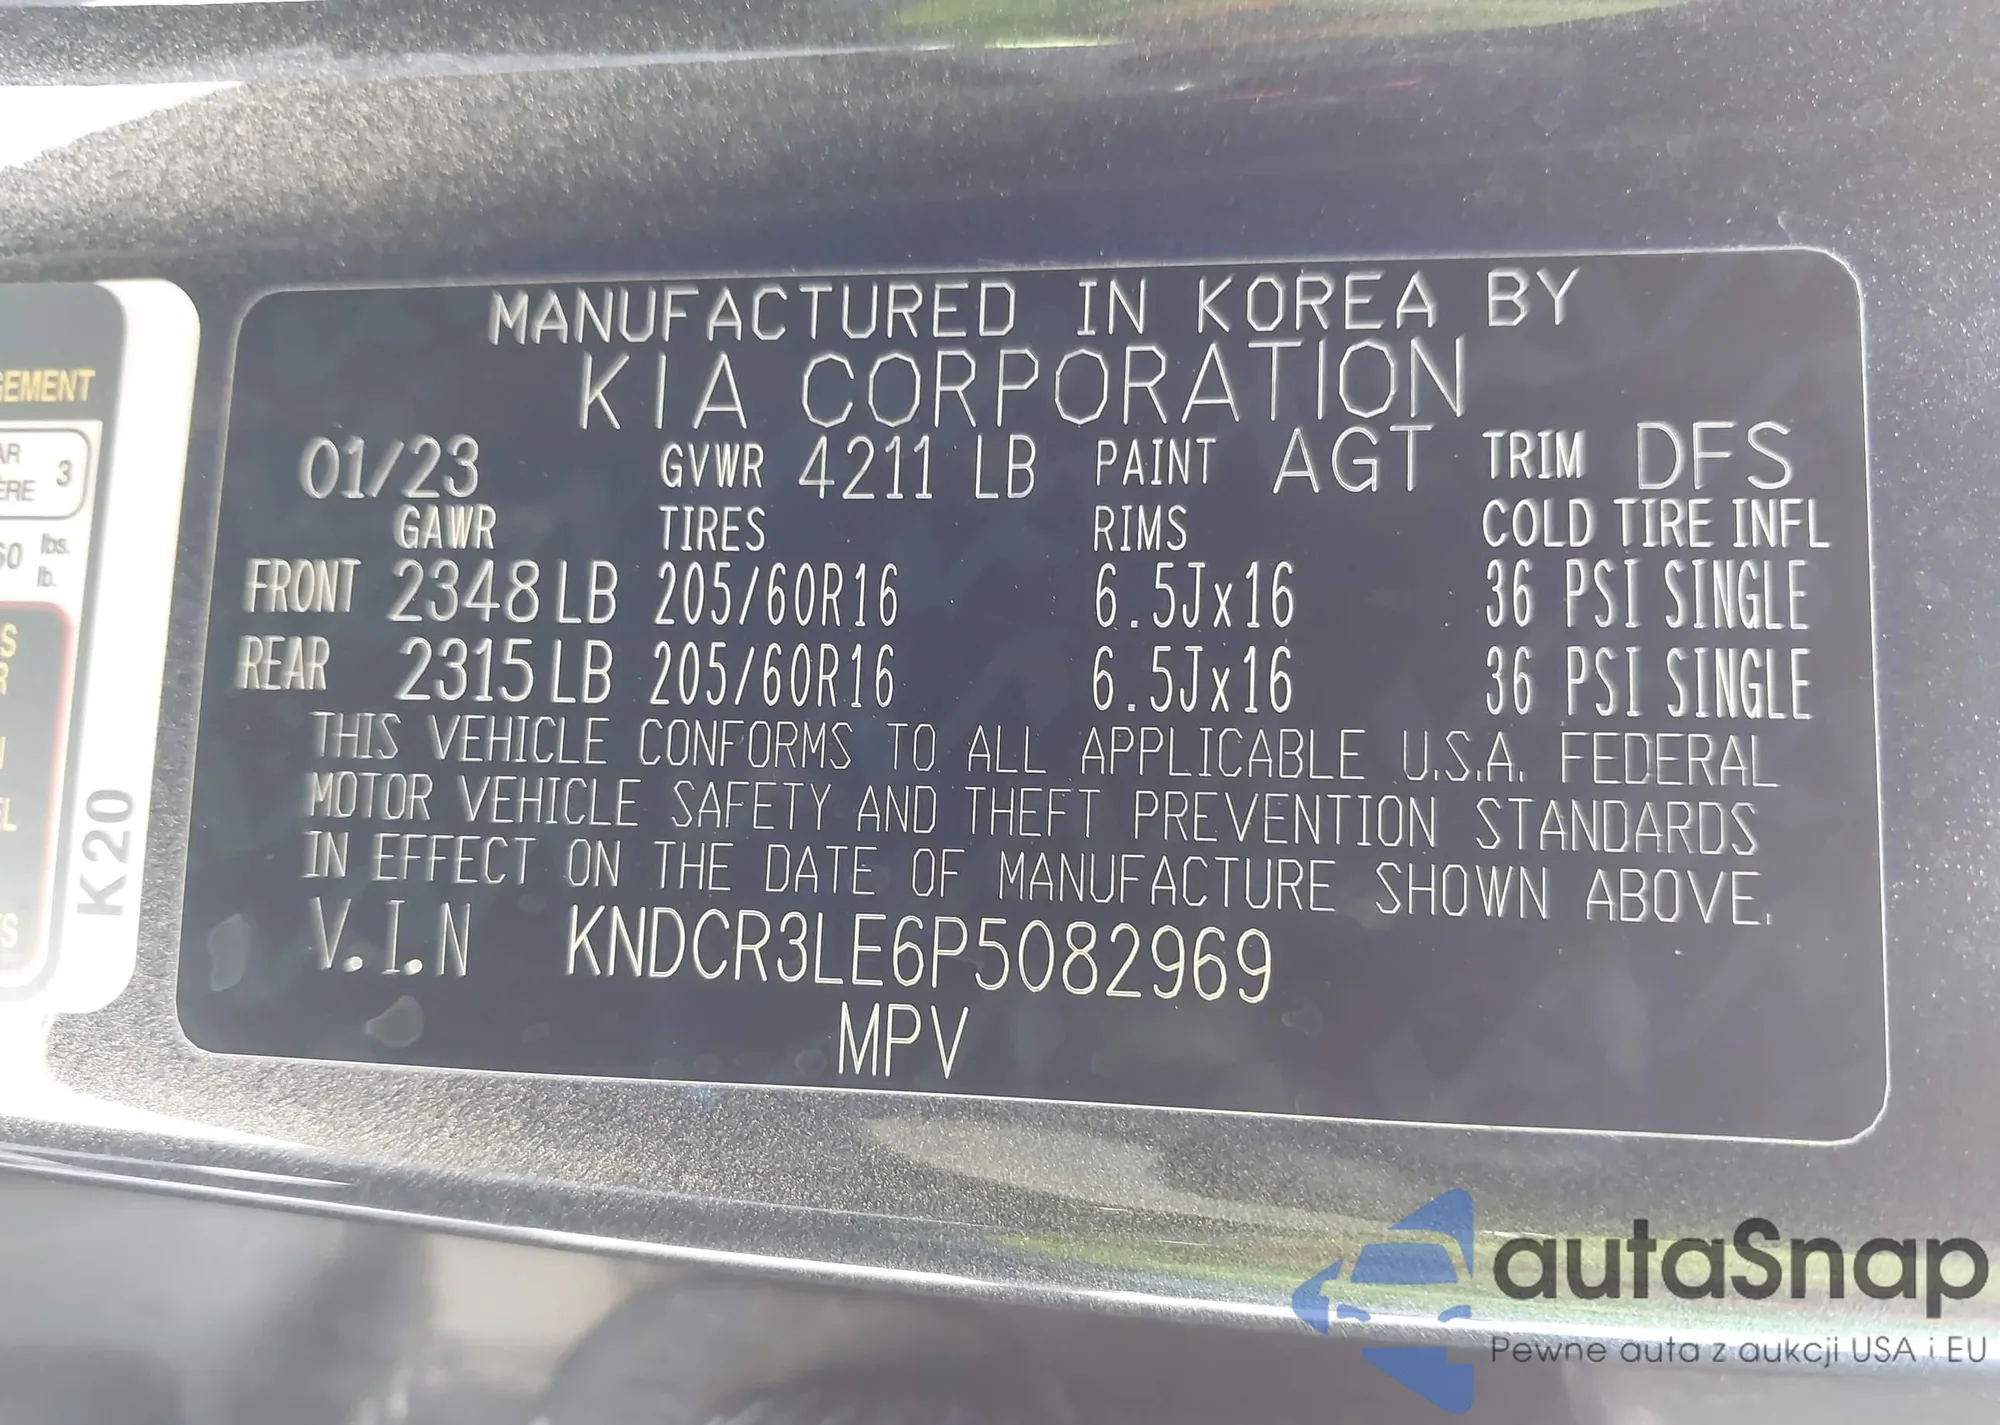 MANUFACTURED IN KOREA BY
KIA CORPORATION
01/23 GVWR 4211 LB PAINT AGT TRIM DFS
GAWR TIRES RIMS COLD TIRE INFL
FRONT 2348 LB 205/60R16 6.5Jx16 36 PSI SINGLE
REAR 2315 LB 205/60R16 6.5Jx16 36 PSI SINGLE
THIS VEHICLE CONFORMS TO ALL APPLICABLE U.S.A. FEDERAL
MOTOR VEHICLE SAFETY AND THEFT PREVENTION STANDARDS
IN EFFECT ON THE DATE OF MANUFACTURE SHOWN ABOVE.
V.I.N KNDCR3LE6P5082969
MPV
3
lbs.
lb.
K20
autaSnap
Pewne auta z aukcji USA i EU